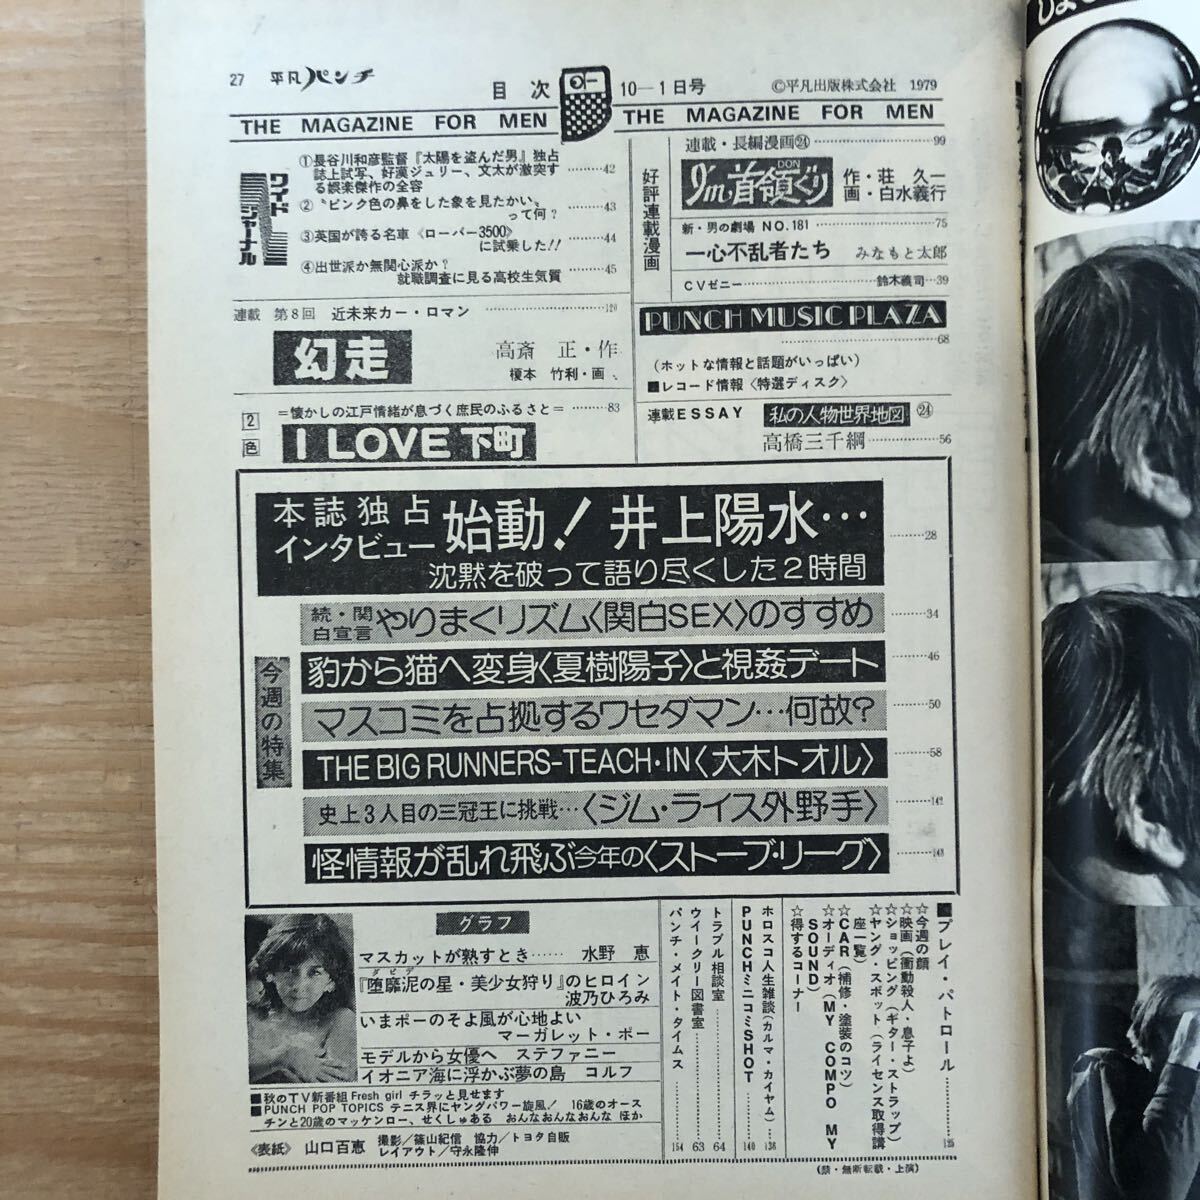 27 平凡パンチ
目次
10—1日号
©平凡出版株式会社 1979
THE MAGAZINE FOR MEN
THE MAGAZINE FOR MEN
ワイドジャーナル
①長谷川和彦監督『太陽を盗んだ男』独占
誌上試写、好漢ジュリー、文太が激突す
る娯楽傑作の全容………42
②〝ピンク色の鼻をした象を見たかい〟
って何?………43
③英国が誇る名車《ローバー3500》
に試乗した!!………44
④出世派か無関心派か?
就職調査に見る高校生気質………45
連載 第8回 近未来カー・ロマン………120
幻走
高斎 正・作
榎本 竹利・画
2色
=懐かしの江戸情緒が息づく庶民のふるさと=………83
I LOVE 下町
好評連載漫画
連載・長編漫画㉔………99
I'm首領ぐり
DON
作・荘 久一
画・白水義行
新・男の劇場 NO.181………75
一心不乱者たち みなもと太郎
CVゼニー………鈴木義司…39
PUNCH MUSIC PLAZA
………68
(ホットな情報と話題がいっぱい)
■レコード情報〈特選ディスク〉
連載ESSAY 私の人物世界地図 ㉔
高橋三千綱………56
本誌独占
インタビュー
始動! 井上陽水…
沈黙を破って語り尽くした2時間
………28
今週の特集
続・関
白宣言
やりまくリズム〈関白SEX〉のすすめ………34
豹から猫へ変身〈夏樹陽子〉と視姦デート………46
マスコミを占拠するワセダマン…何故?………50
THE BIG RUNNERS-TEACH・IN〈大木トオル〉………58
史上3人目の三冠王に挑戦…〈ジム・ライス外野手〉………142
怪情報が乱れ飛ぶ今年の〈ストーブ・リーグ〉………148
グラフ
マスカットが熟すとき……水野 恵
『堕靡泥の星・美少女狩り』のヒロイン
ダビデ
波乃ひろみ
いまポーのそよ風が心地よい
マーガレット・ポー
モデルから女優へ ステファニー
イオニア海に浮かぶ夢の島 コルフ
■秋のTV新番組 Fresh girl チラッと見せます
■PUNCH POP TOPICS テニス界にヤングパワー旋風! 16歳のオース
チンと20歳のマッケンロー、せくしゅある おんなおんなおんな ほか
《表紙》 山口百恵 撮影/篠山紀信 協力/トヨタ自販
レイアウト/守永隆伸
■プレイ・パトロール………125
☆今週の顔
☆映画(衝動殺人・息子よ)
☆ショッピング(ギター・ストラップ)
☆ヤング・スポット(ライセンス取得講
座一覧)
☆CAR(補修・塗装のコツ)
☆オーディオ(MY COMPO MY
SOUND)
☆得するコーナー
ホロスコ人生雑談(カルマ・カイヤム)…136
PUNCHミニコミSHOT………140
トラブル相談室………64
ウイークリー図書室………63
パンチ・メイト・タイムス………154
(禁・無断転載・上演)